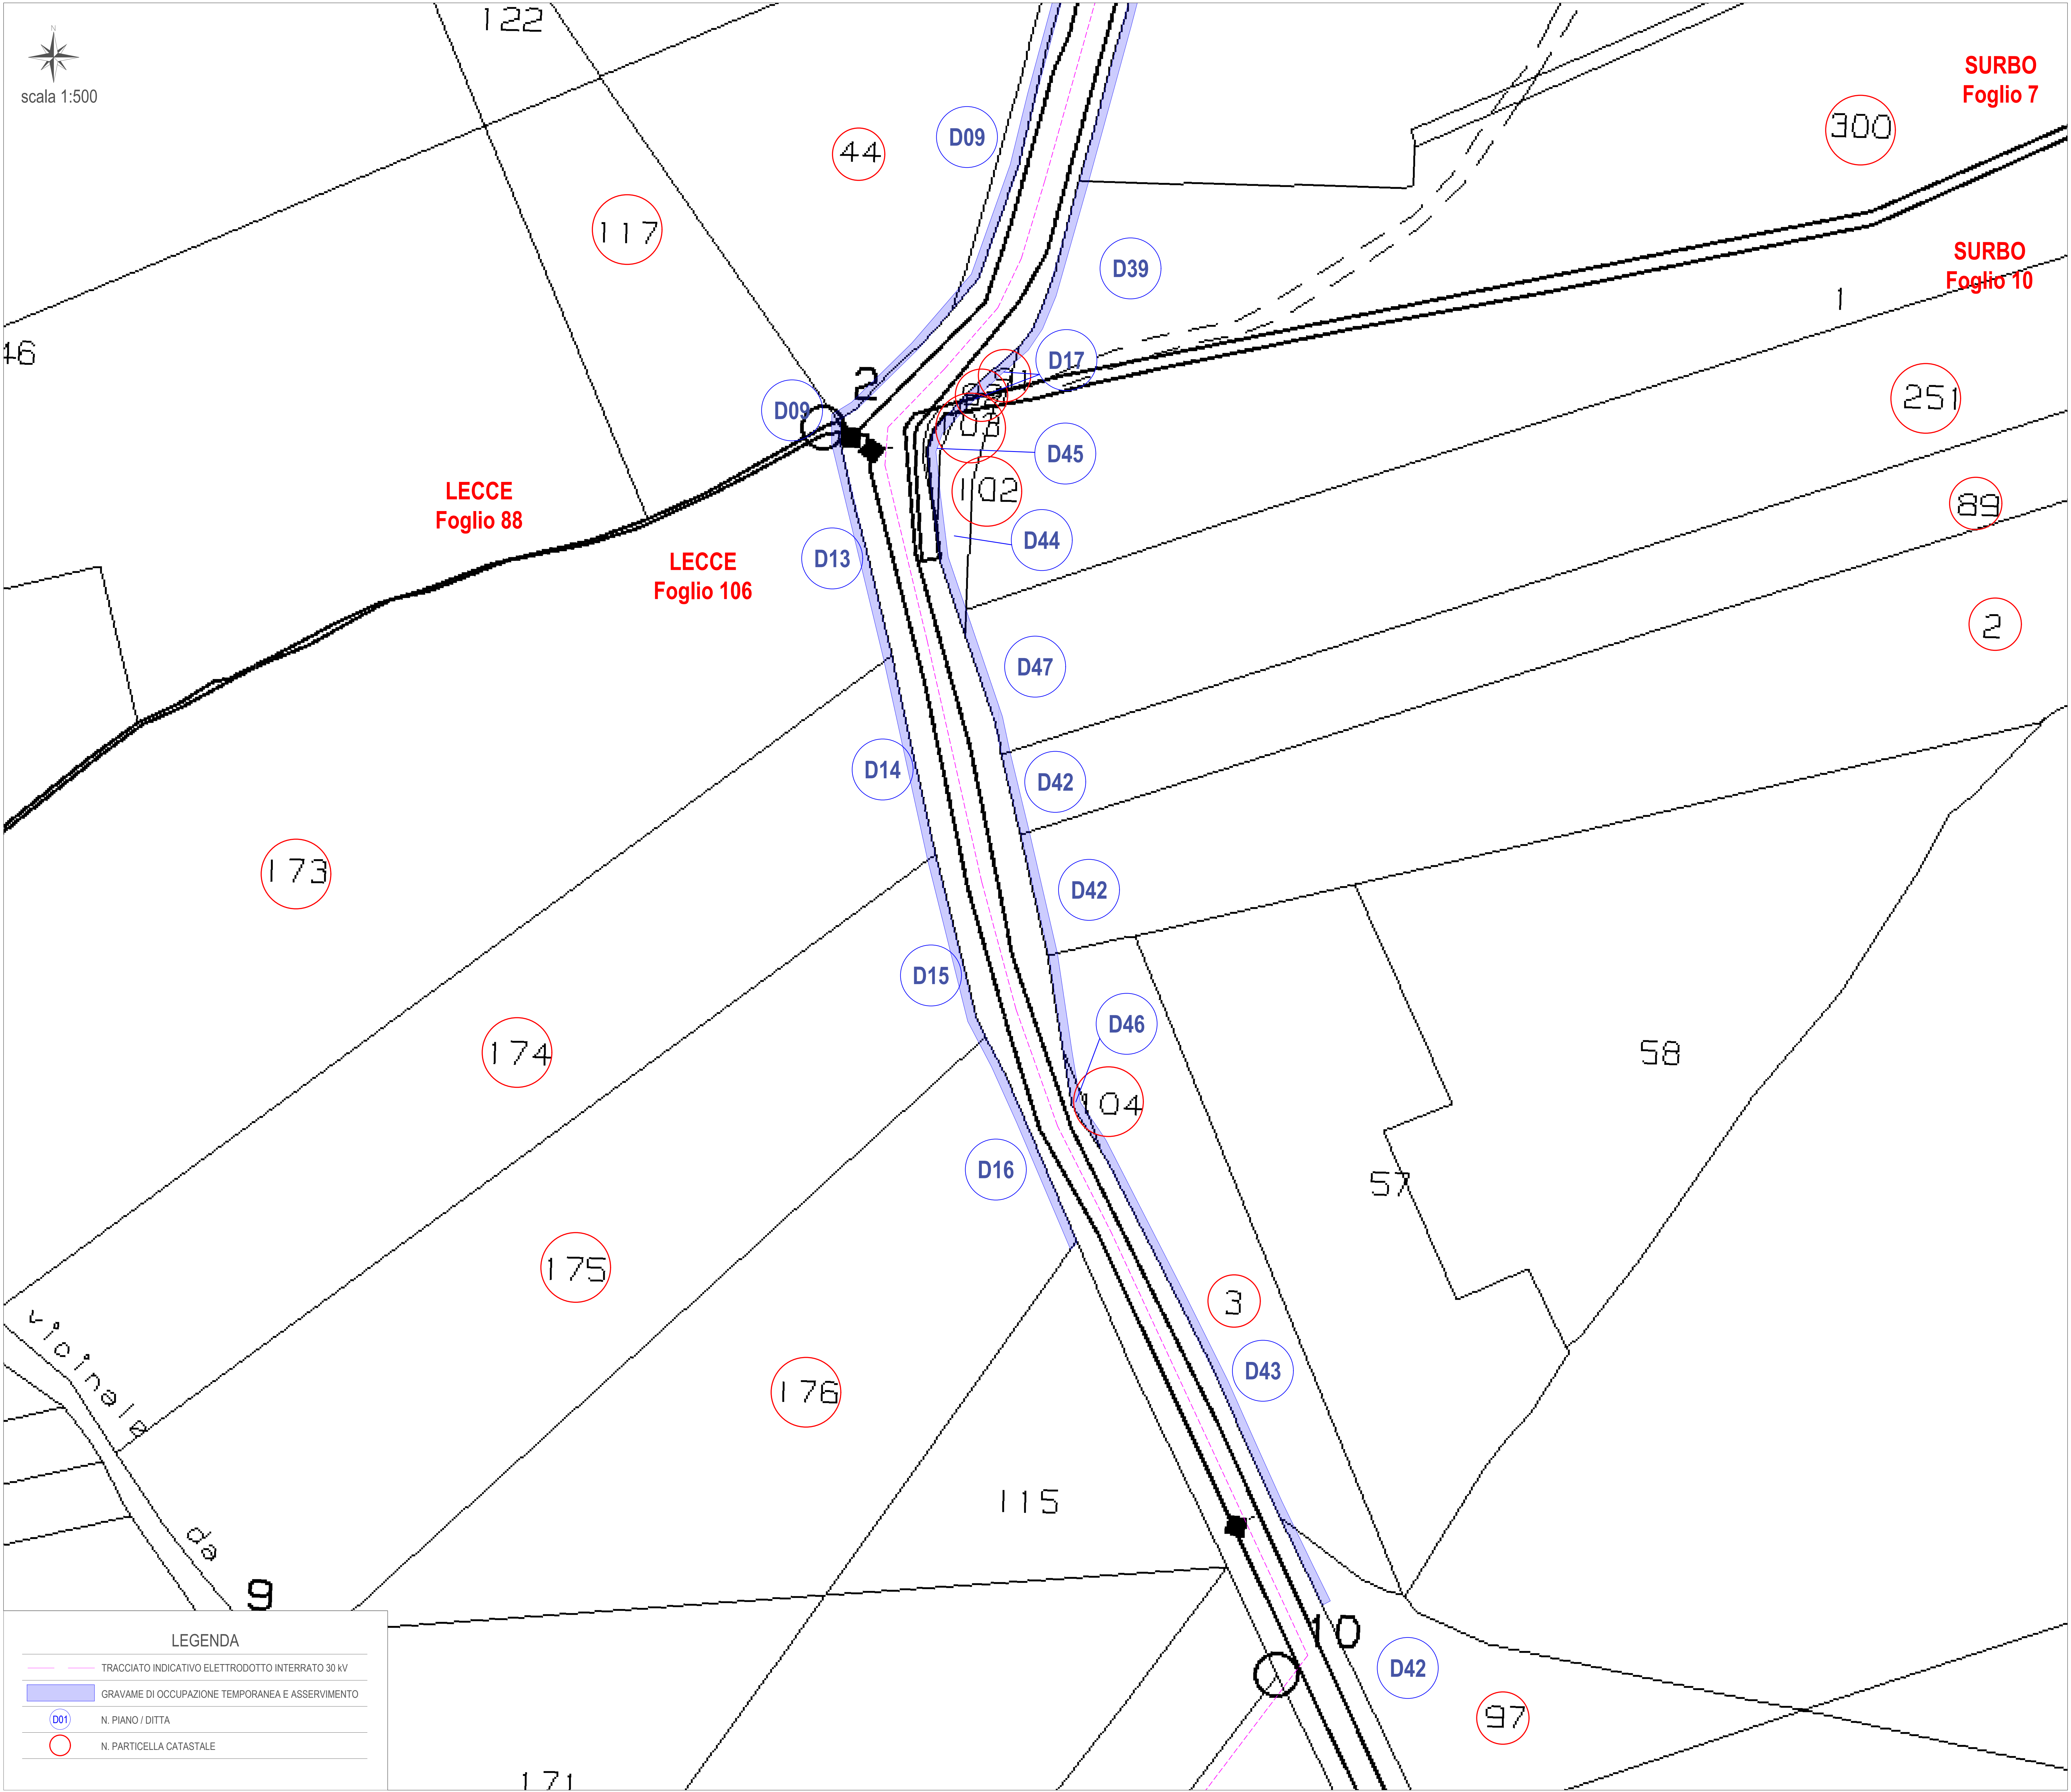 N
scala 1:500
122
SURBO
Foglio 7
300
D09
44
117
SURBO
Foglio 10
D39
1
46
D17
2
D09
251
03
D45
102
LECCE
Foglio 88
89
D44
D13
LECCE
Foglio 106
2
D47
D14
D42
173
D42
D15
D46
174
58
104
D16
57
175
3
vicinale
D43
176
115
da
9
10
D42
97
171
LEGENDA
TRACCIATO INDICATIVO ELETTRODOTTO INTERRATO 30 kV
GRAVAME DI OCCUPAZIONE TEMPORANEA E ASSERVIMENTO
D01 N. PIANO / DITTA
N. PARTICELLA CATASTALE